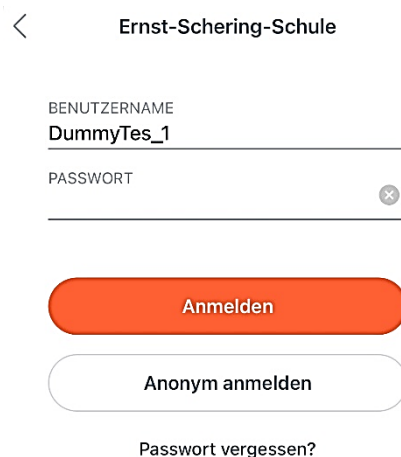 Ernst-Schering-Schule
BENUTZERNAME
DummyTes_1
PASSWORT
Anmelden
Anonym anmelden
Passwort vergessen?